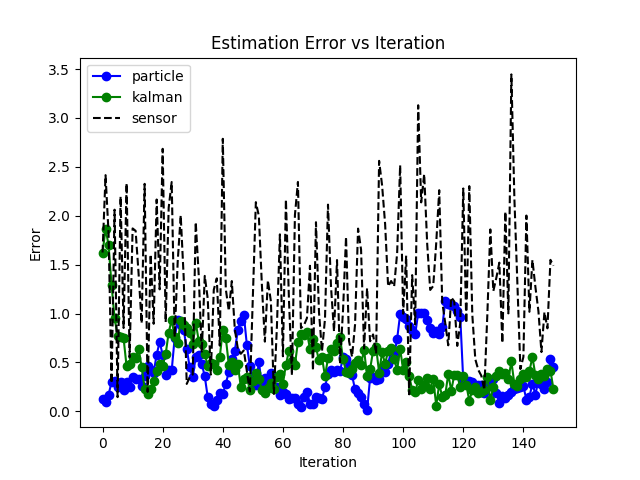 Estimation Error vs Iteration
particle
kalman
sensor
3.5
3.0
2.5
2.0
1.5
1.0
0.5
0.0
Error
0 20 40 60 80 100 120 140
Iteration